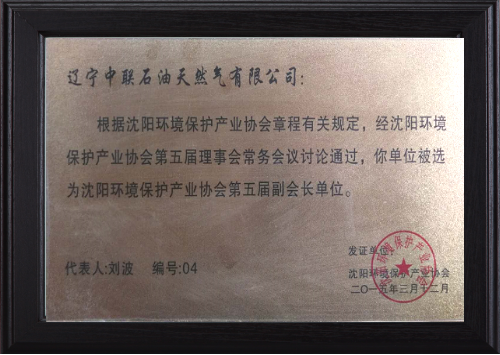 辽宁中联石油天然气有限公司：
根据沈阳环境保护产业协会章程有关规定，经沈阳环境
保护产业协会第五届理事会常务会议讨论通过，你单位被选
为沈阳环境保护产业协会第五届副会长单位。
发证单位：
代表人:刘波 编号:04
沈阳环境保护产业协会
二〇一五年三月十二月